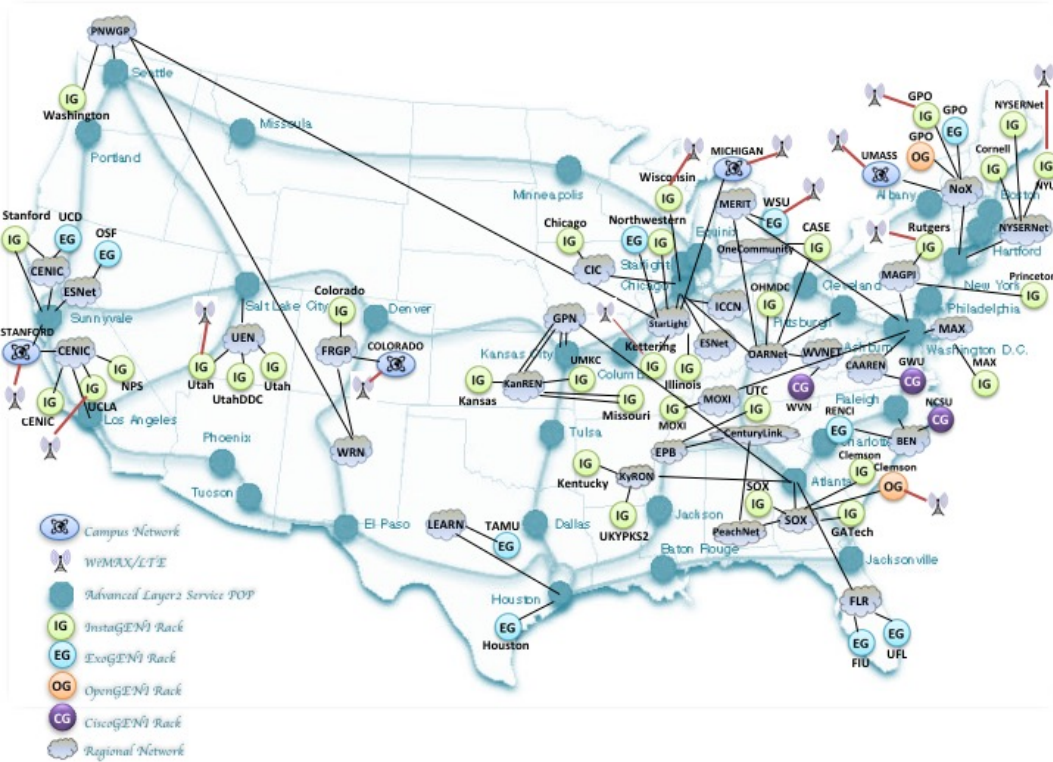 PNWGP
Seattle
IG
Washington
Portland
Missoula
Minneapolis
Stanford
IG
UCD
EG
OSF
EG
CENIC
ESNet
Sunnyvale
STANFORD
CENIC
IG
CENIC
IG
UCLA
IG
NPS
Los Angeles
Salt Lake City
UEN
IG
Utah
IG
UtahDDC
IG
Utah
Colorado
IG
Denver
FRGP
COLORADO
WRN
Phoenix
Tucson
El Paso
Wisconsin
IG
MICHIGAN
MERIT
WSU
EG
Chicago
IG
CIC
Northwestern
EG
IG
Starlight
Chicago
Equinix
OneCommunity
CASE
IG
Cleveland
StarLight
ICCN
OHMDC
IG
Pittsburgh
ESNet
OARNet
WVNET
Ashburn
Kettering
IG
Illinois
IG
GPN
Kansas City
UMKC
IG
KanREN
IG
Kansas
IG
Missouri
MOXI
IG
MOXI
UTC
IG
CenturyLink
EPB
CG
WVN
CAAREN
GWU
CG
MAX
IG
MAX
Washington D.C.
Philadelphia
New York
Princeton
IG
MAGPI
Rutgers
IG
UMASS
Albany
GPO
IG
GPO
EG
GPO
OG
NoX
Boston
Cornell
IG
NYSERNet
IG
IG
NYSERNet
Hartford
Raleigh
NCSU
CG
RENCI
EG
BEN
Charlotte
Clemson
IG
Clemson
OG
Atlanta
SOX
IG
SOX
IG
GATech
PeachNet
Tulsa
IG
Kentucky
KyRON
IG
UKYPKS2
Jackson
Dallas
LEARN
TAMU
EG
Baton Rouge
Jacksonville
Houston
EG
Houston
FLR
EG
FIU
EG
UFL
Campus Network
WiMAX/LTE
Advanced Layer2 Service POP
IG InstaGENI Rack
EG ExoGENI Rack
OG OpenGENI Rack
CG CiscoGENI Rack
Regional Network